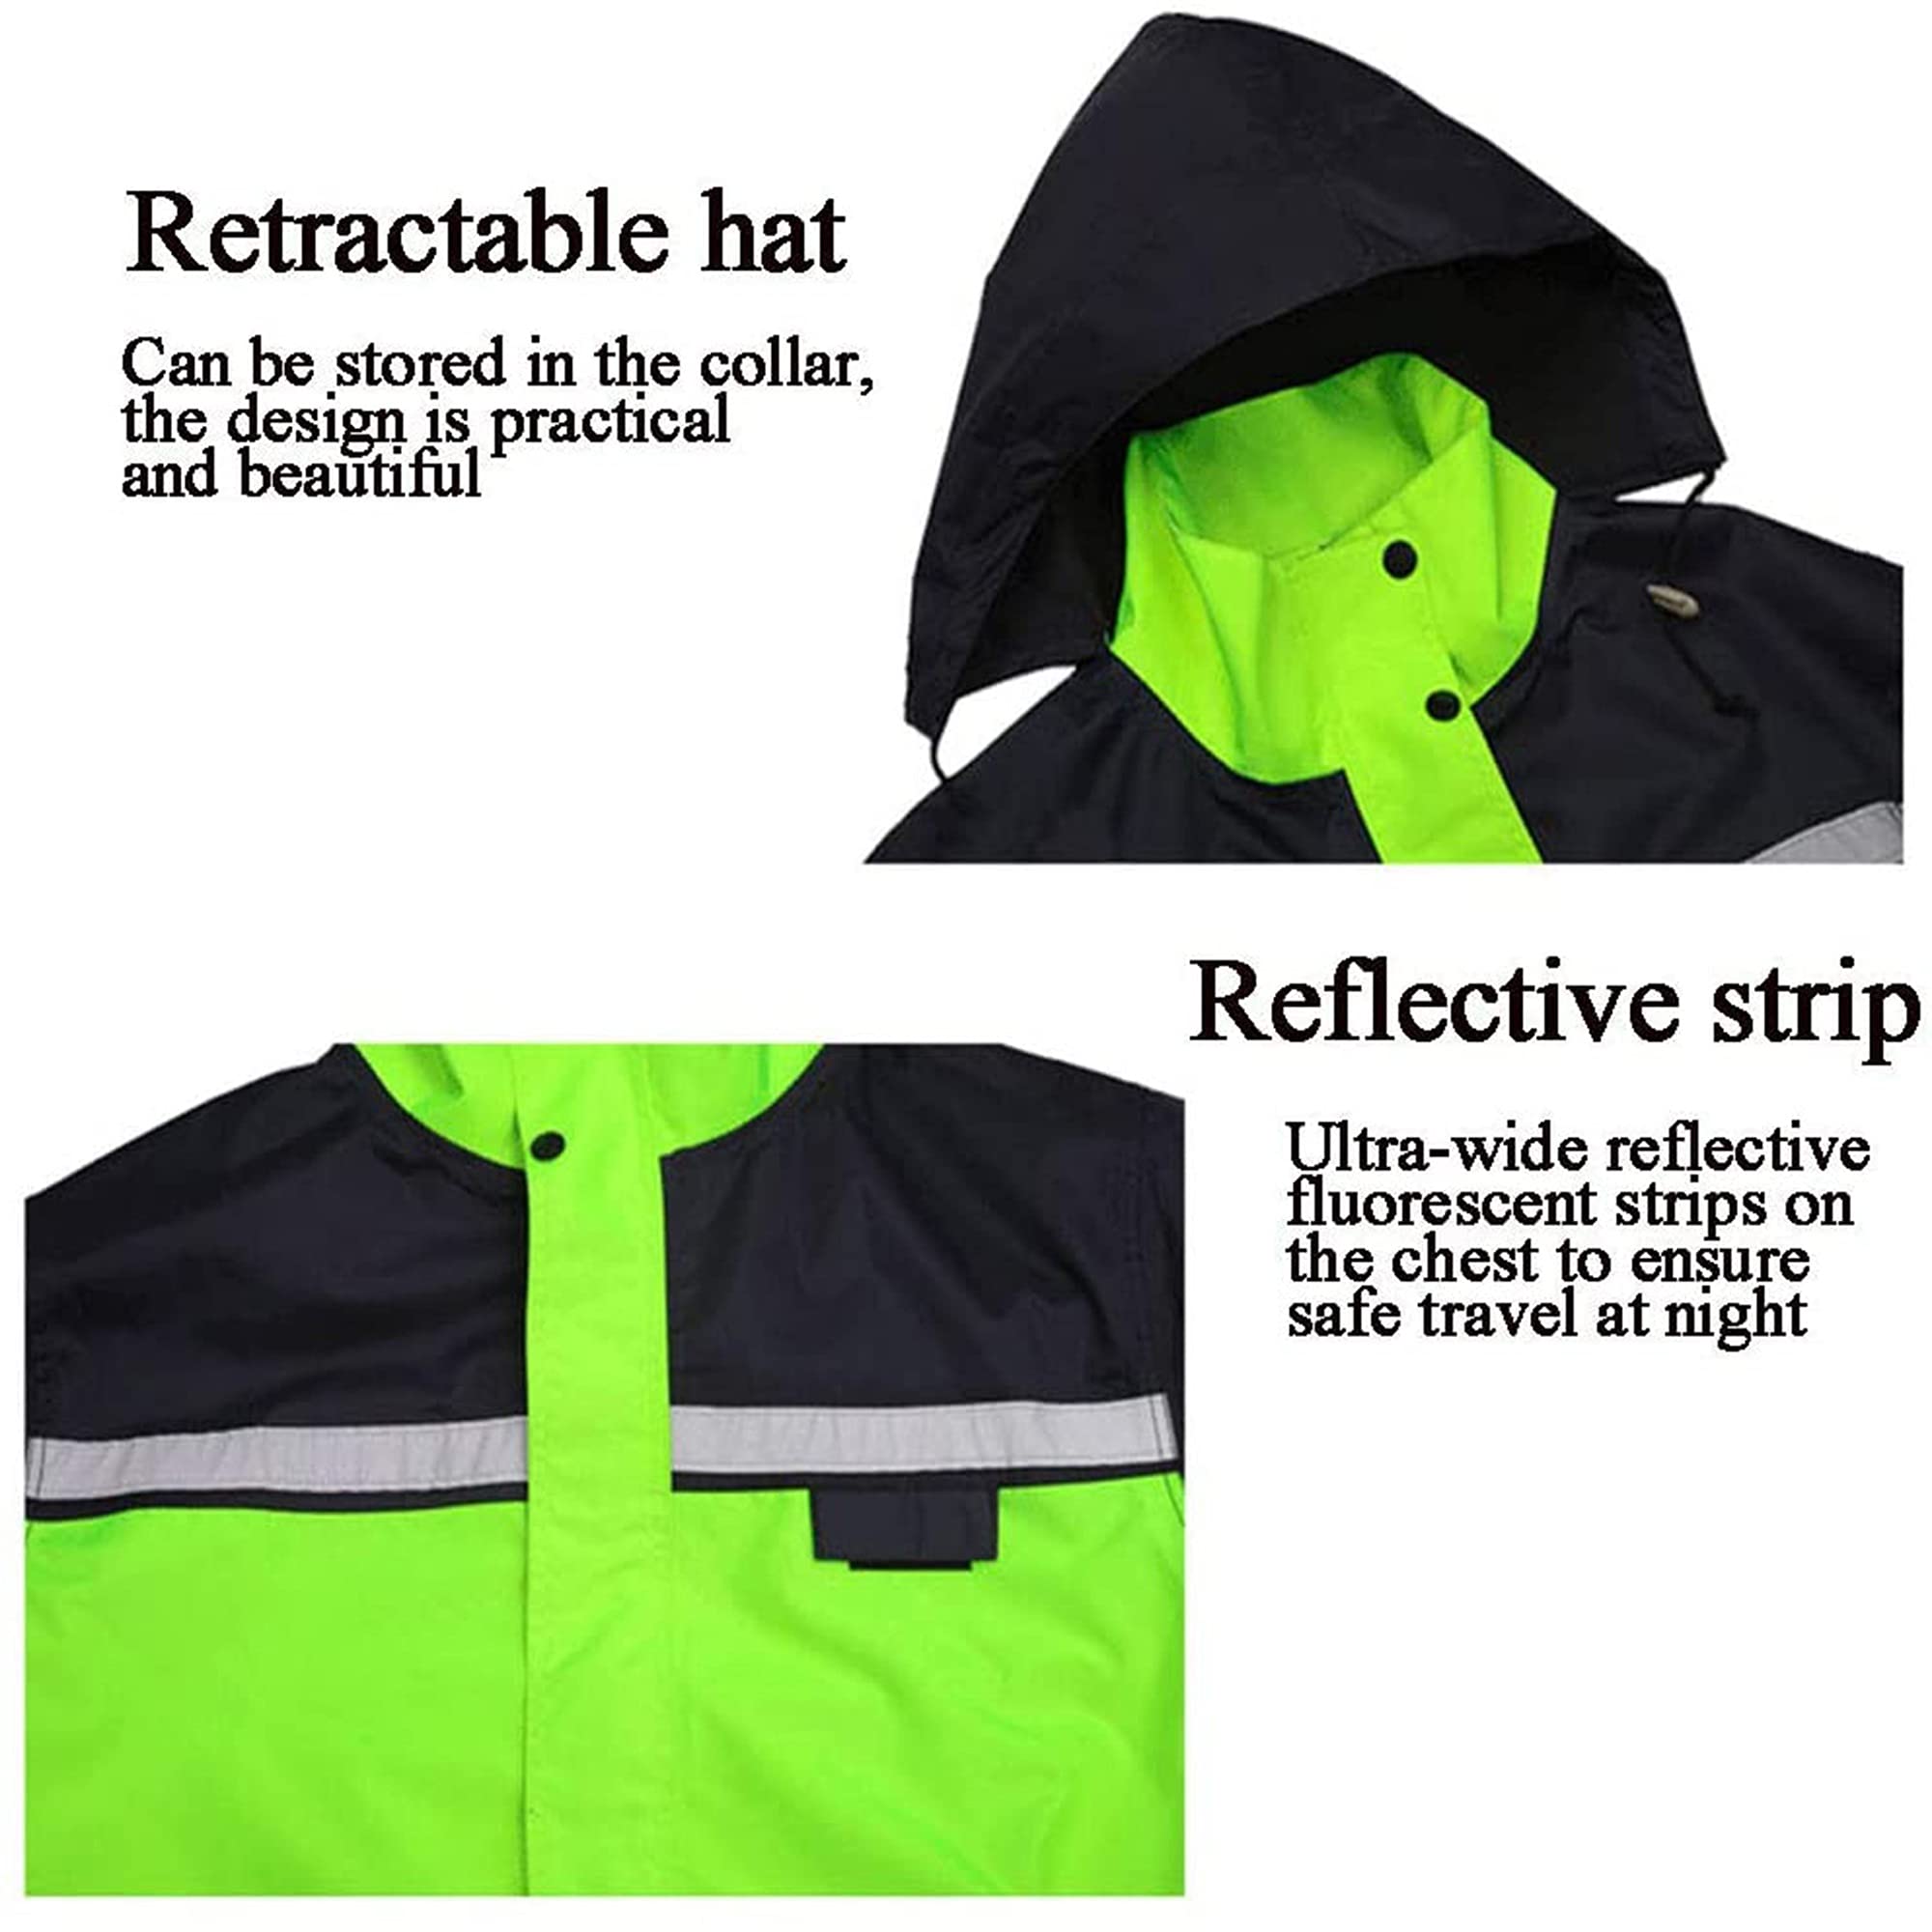 Retractable hat
Can be stored in the collar,
the design is practical
and beautiful
Reflective strip
Ultra-wide reflective
fluorescent strips on
the chest to ensure
safe travel at night